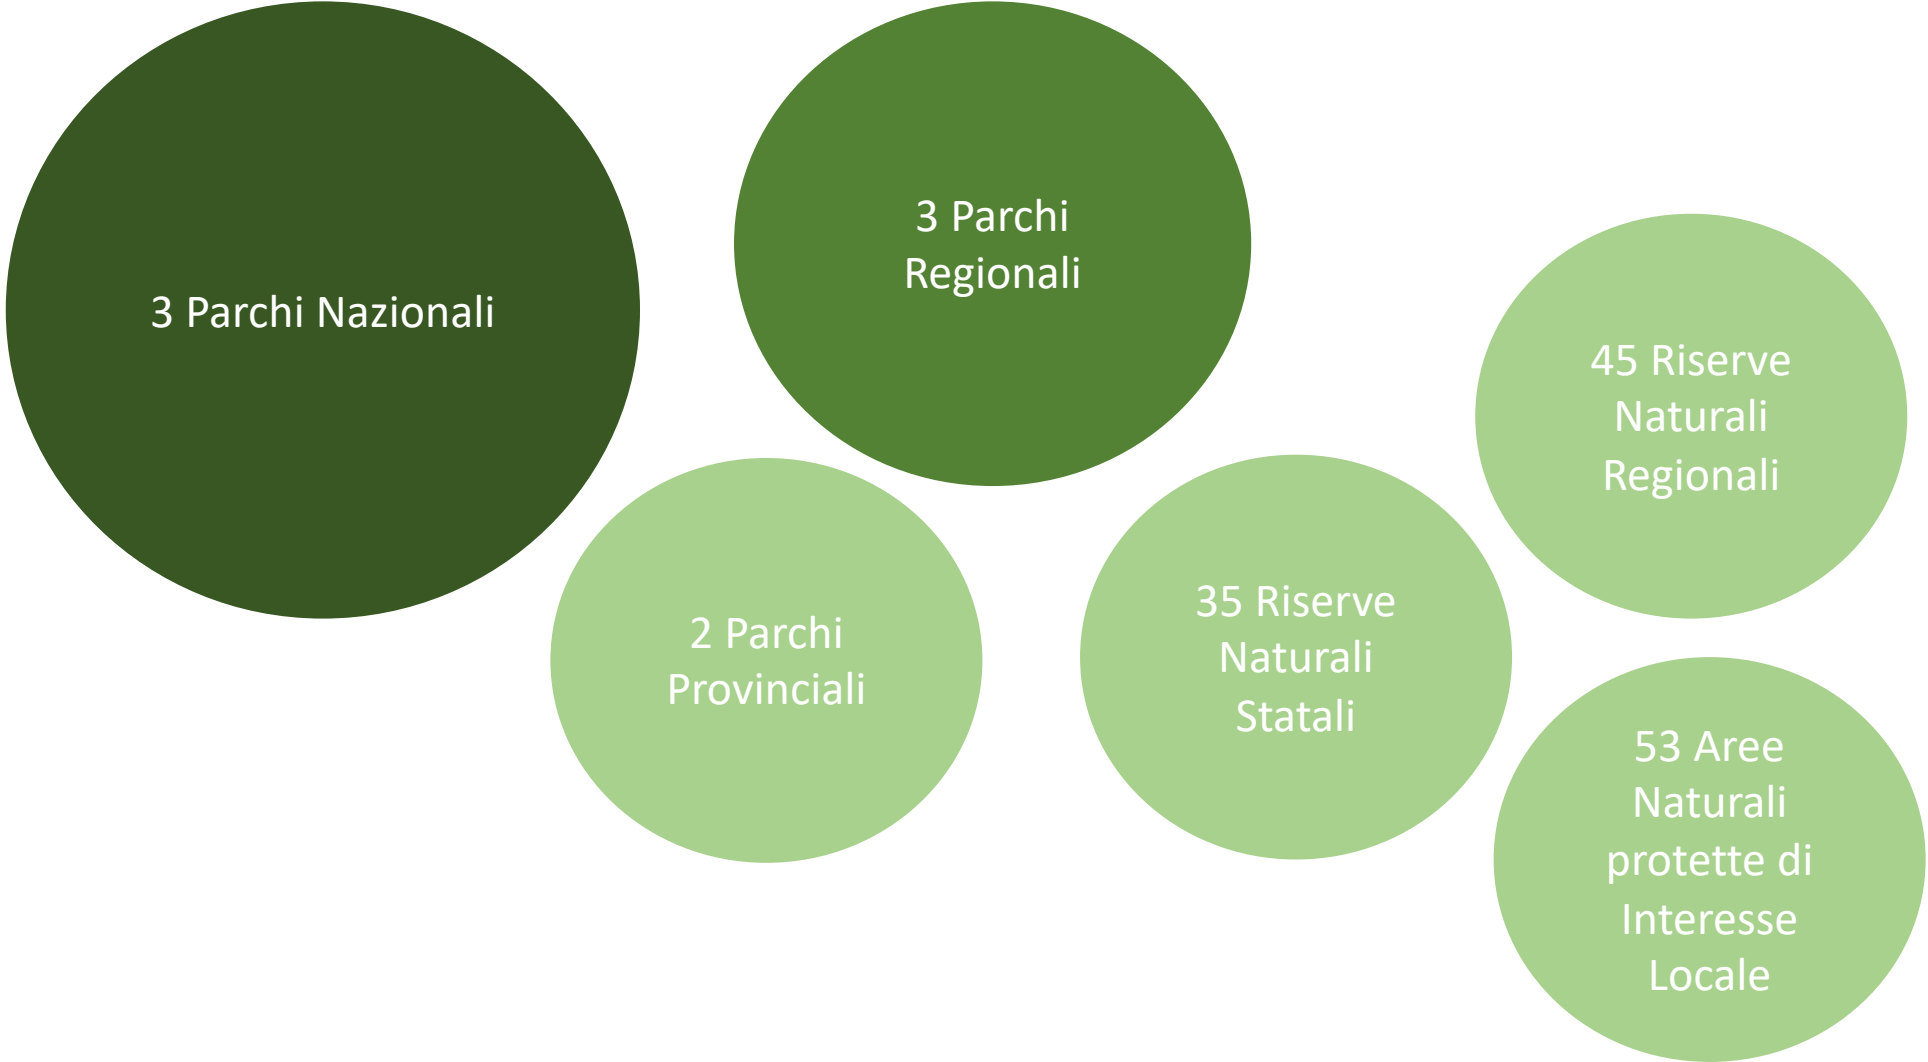 3 Parchi Nazionali
3 Parchi
Regionali
2 Parchi
Provinciali
35 Riserve
Naturali
Statali
45 Riserve
Naturali
Regionali
53 Aree
Naturali
protette di
Interesse
Locale